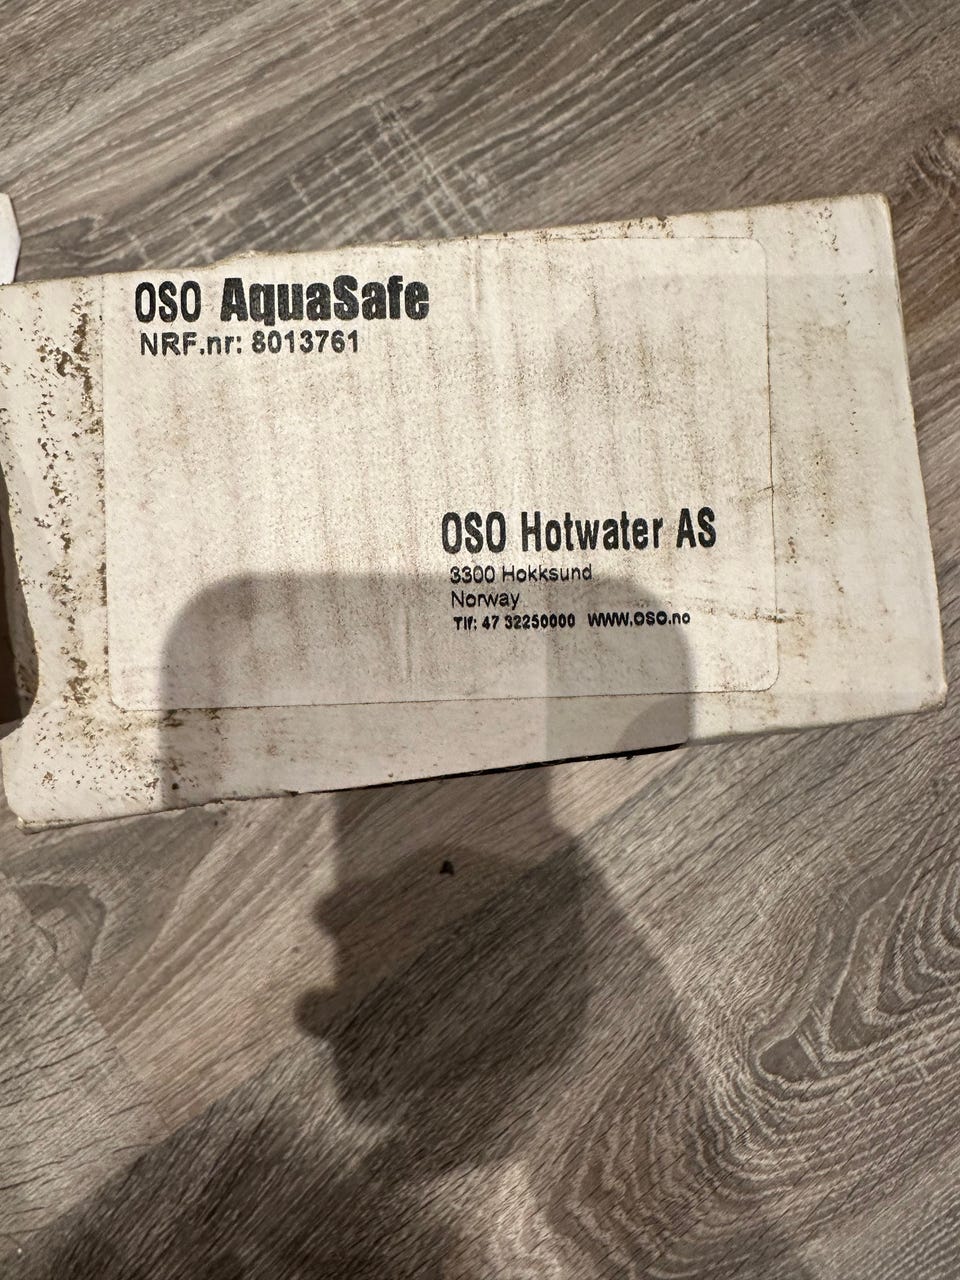 OSO AquaSafe
NRF.nr: 8013761
OSO Hotwater AS
3300 Hokksund
Norway
Tlf: 47 32250000 www.oso.no